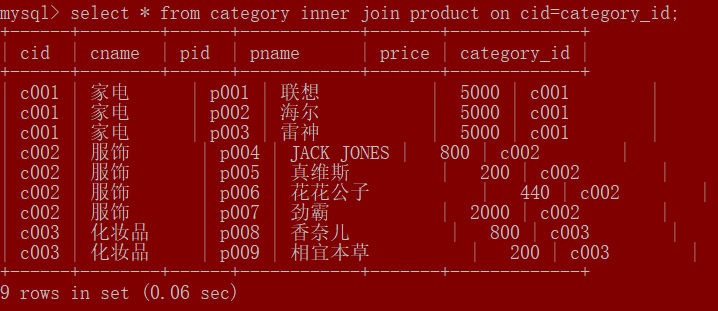 mysql> select * from category inner join product on cid=category_id;
+------+--------+------+------------+-------+-------------+
| cid | cname | pid | pname | price | category_id |
+------+--------+------+------------+-------+-------------+
| c001 | 家电 | p001 | 联想 | 5000 | c001 |
| c001 | 家电 | p002 | 海尔 | 5000 | c001 |
| c001 | 家电 | p003 | 雷神 | 5000 | c001 |
| c002 | 服饰 | p004 | JACK JONES | 800 | c002 |
| c002 | 服饰 | p005 | 真维斯 | 200 | c002 |
| c002 | 服饰 | p006 | 花花公子 | 440 | c002 |
| c002 | 服饰 | p007 | 劲霸 | 2000 | c002 |
| c003 | 化妆品 | p008 | 香奈儿 | 800 | c003 |
| c003 | 化妆品 | p009 | 相宜本草 | 200 | c003 |
+------+--------+------+------------+-------+-------------+
9 rows in set (0.06 sec)